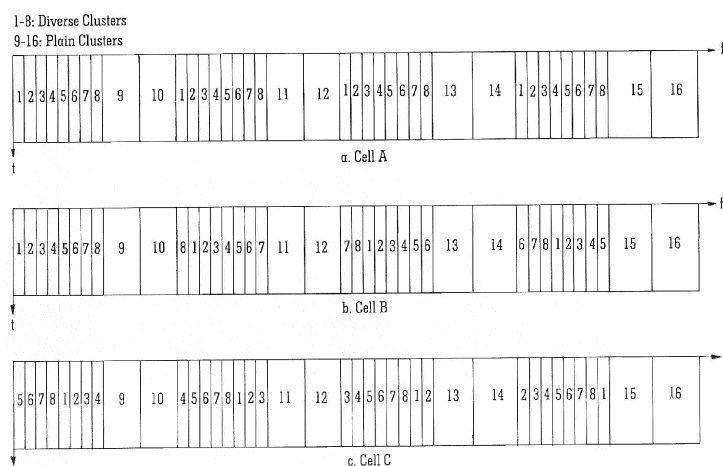 1-8: Diverse Clusters
9-16: Plain Clusters
f
1 2 3 4 5 6 7 8 9 10 1 2 3 4 5 6 7 8 11 12 1 2 3 4 5 6 7 8 13 14 1 2 3 4 5 6 7 8 15 16
a. Cell A
t
f
1 2 3 4 5 6 7 8 9 10 8 1 2 3 4 5 6 7 11 12 7 8 1 2 3 4 5 6 13 14 6 7 8 1 2 3 4 5 15 16
b. Cell B
t
5 6 7 8 1 2 3 4 9 10 4 5 6 7 8 1 2 3 11 12 3 4 5 6 7 8 1 2 13 14 2 3 4 5 6 7 8 1 15 16
c. Cell C